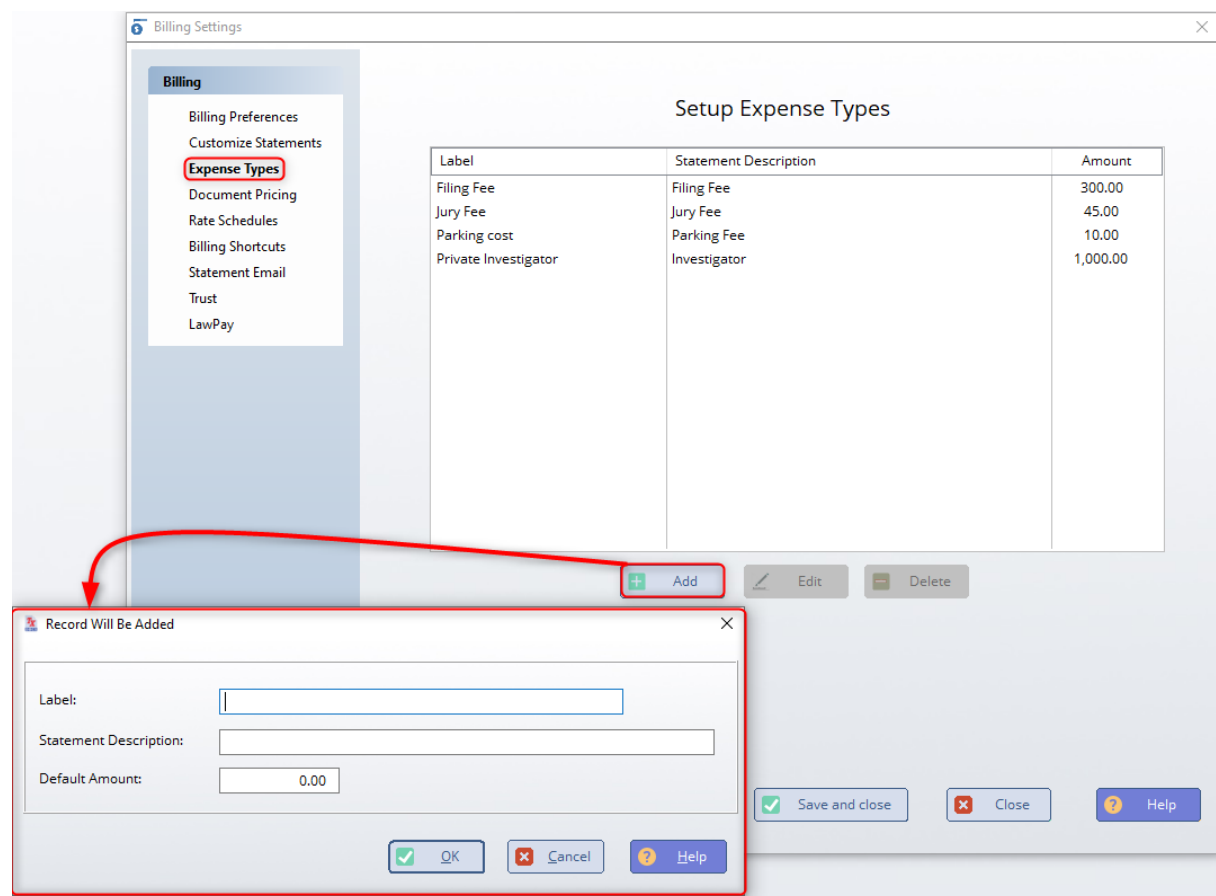 Billing Settings
Billing
Billing Preferences
Customize Statements
Expense Types
Document Pricing
Rate Schedules
Billing Shortcuts
Statement Email
Trust
LawPay
Setup Expense Types
Label Statement Description Amount
Filing Fee Filing Fee 300.00
Jury Fee Jury Fee 45.00
Parking cost Parking Fee 10.00
Private Investigator Investigator 1,000.00
Add Edit Delete
Record Will Be Added
Label:
Statement Description:
Default Amount: 0.00
OK Cancel Help
Save and close Close Help